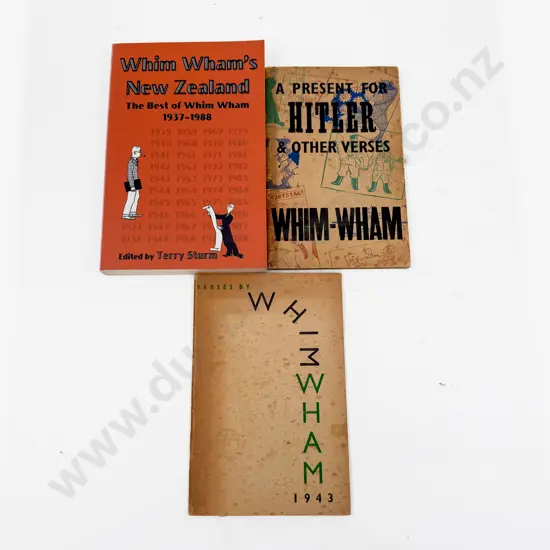 Whim Wham's
New Zealand
The Best of Whim Wham
1937-1988
Edited by Terry Sturm
A PRESENT FOR
HITLER
& OTHER VERSES
WHIM-WHAM
VERSES BY
WHIM
WHAM
1943